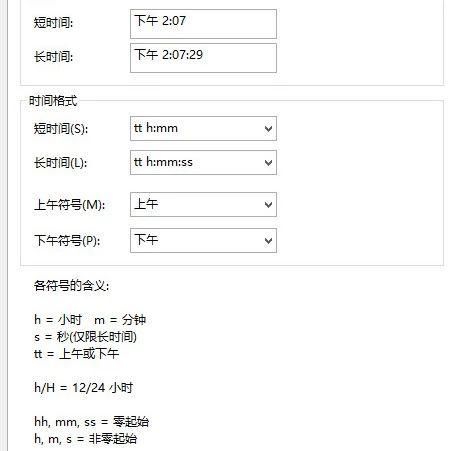 短时间: 下午 2:07
长时间: 下午 2:07:29
时间格式
短时间(S): tt h:mm
长时间(L): tt h:mm:ss
上午符号(M): 上午
下午符号(P): 下午
各符号的含义:
h = 小时 m = 分钟
s = 秒(仅限长时间)
tt = 上午或下午
h/H = 12/24 小时
hh, mm, ss = 零起始
h, m, s = 非零起始